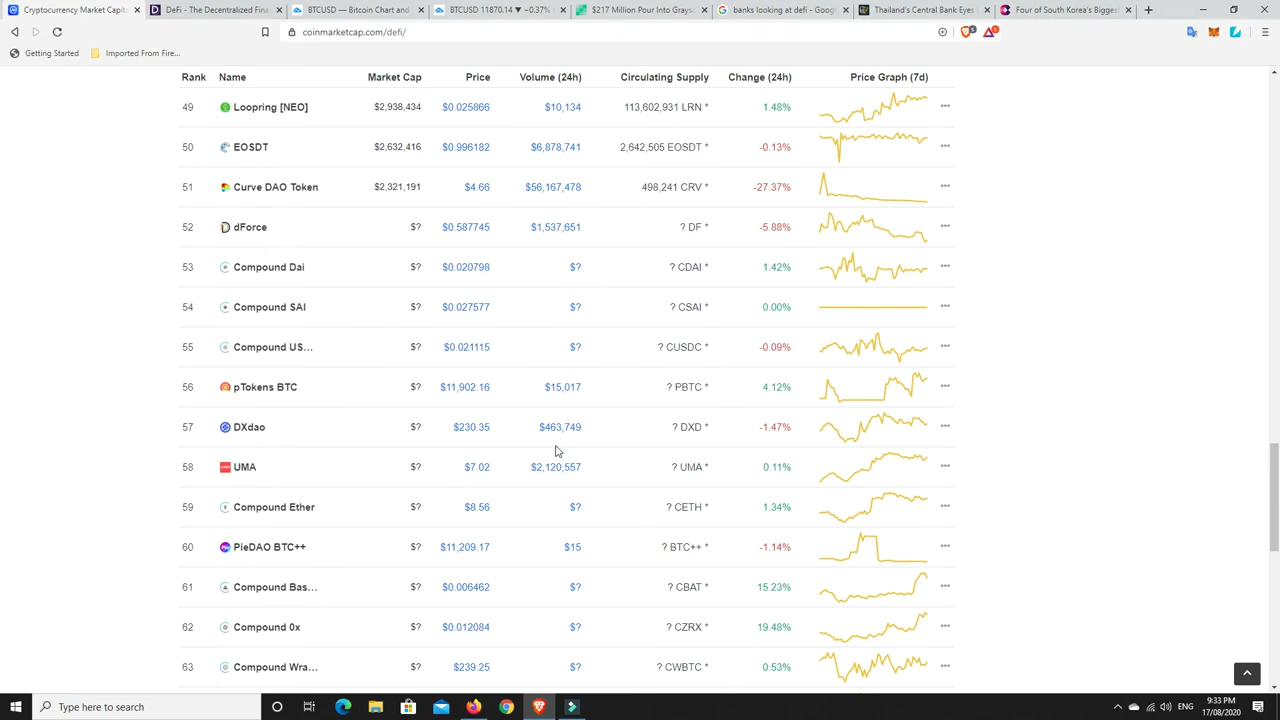 Cryptocurrency Market Capital
DeFi - The Decentralized Finan
BTCUSD — Bitcoin Chart and
BTCUSD 11870.14 ▼ −0.37%
$217 Million Pour Into Graysc
banks looking at defi - Google
Thailand's Central Bank Eyes
Four of South Korea's Biggest
coinmarketcap.com/defi/
Getting Started Imported From Fire...
Rank Name Market Cap Price Volume (24h) Circulating Supply Change (24h) Price Graph (7d)
Loopring [NEO] $2,938,434 $0.025866 $10,134 113,602,931 LRN * 1.48%
EOSDT $2,632,416 $0.996182 $6,878,741 2,642,505 EOSDT * -0.13%
51 Curve DAO Token $2,321,191 $4.66 $56,167,478 498,241 CRV * -27.37%
52 dForce $? $0.587745 $1,537,651 ? DF * -5.88%
53 Compound Dai $? $0.020798 $? ? CDAI * 1.42%
54 Compound SAI $? $0.027577 $? ? CSAI * 0.00%
55 Compound US... $? $0.021115 $? ? CUSDC * -0.09%
56 pTokens BTC $? $11,902.16 $15,017 ? PBTC * 4.12%
57 DXdao $? $230.35 $463,749 ? DXD * -1.47%
58 UMA $? $7.02 $2,120,557 ? UMA * 0.11%
59 Compound Ether $? $8.56 $? ? CETH * 1.34%
60 PieDAO BTC++ $? $11,209.17 $15 ? BTC++ * -1.14%
61 Compound Bas... $? $0.006462 $? ? CBAT * 15.23%
62 Compound 0x $? $0.012084 $? ? CZRX * 19.48%
63 Compound Wra... $? $239.25 $? ? CWBTC * 0.53%
Type here to search
ENG
9:33 PM
17/08/2020